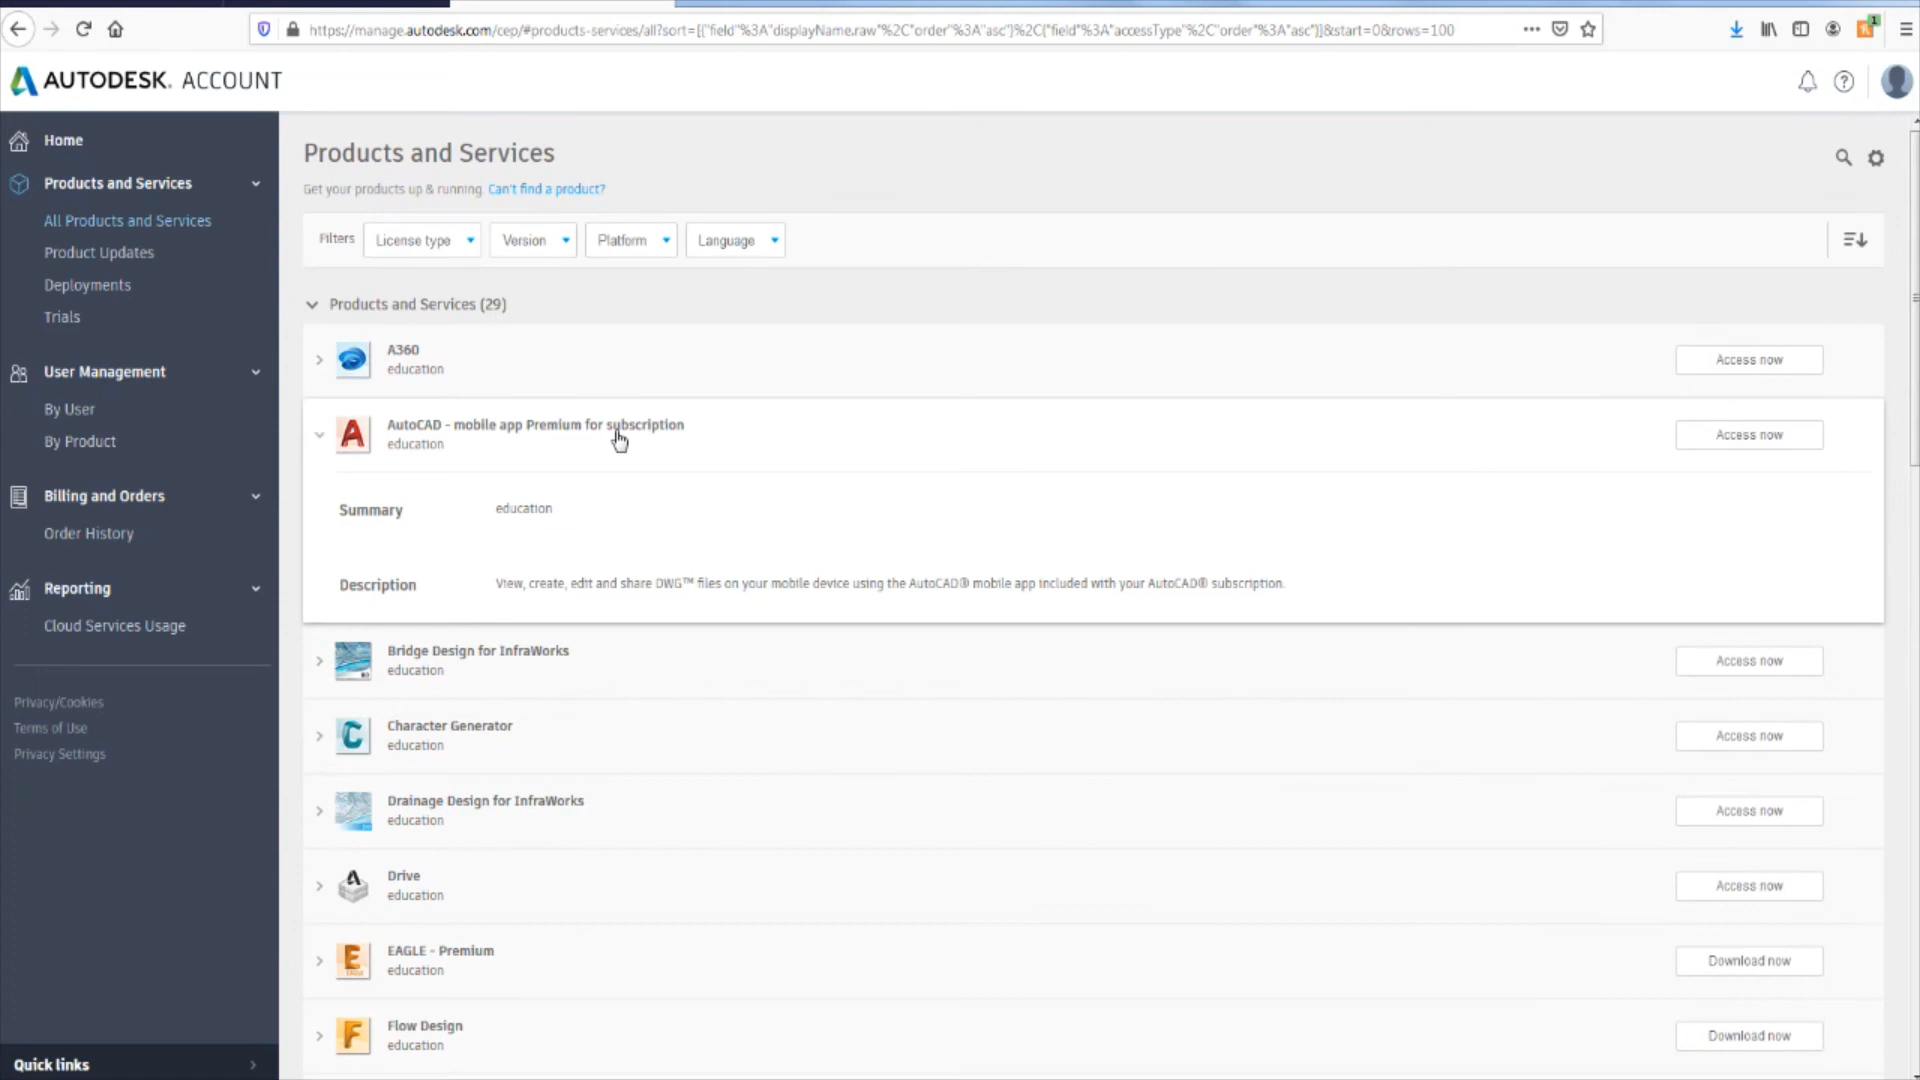 https://manage.autodesk.com/cep/#products-services/all?sort=[{"field"%3A"displayName.raw"%2C"order"%3A"asc"}%2C{"field"%3A"accessType"%2C"order"%3A"asc"}]&start=0&rows=100
1
AUTODESK. ACCOUNT
Home
Products and Services
All Products and Services
Product Updates
Deployments
Trials
User Management
By User
By Product
Billing and Orders
Order History
Reporting
Cloud Services Usage
Privacy/Cookies
Terms of Use
Privacy Settings
Quick links
Products and Services
Get your products up & running. Can't find a product?
Filters License type Version Platform Language
Products and Services (29)
A360
education
Access now
AutoCAD - mobile app Premium for subscription
education
Access now
Summary education
Description View, create, edit and share DWG™ files on your mobile device using the AutoCAD® mobile app included with your AutoCAD® subscription.
Bridge Design for InfraWorks
education
Access now
Character Generator
education
Access now
Drainage Design for InfraWorks
education
Access now
Drive
education
Access now
EAGLE - Premium
education
Download now
Flow Design
education
Download now